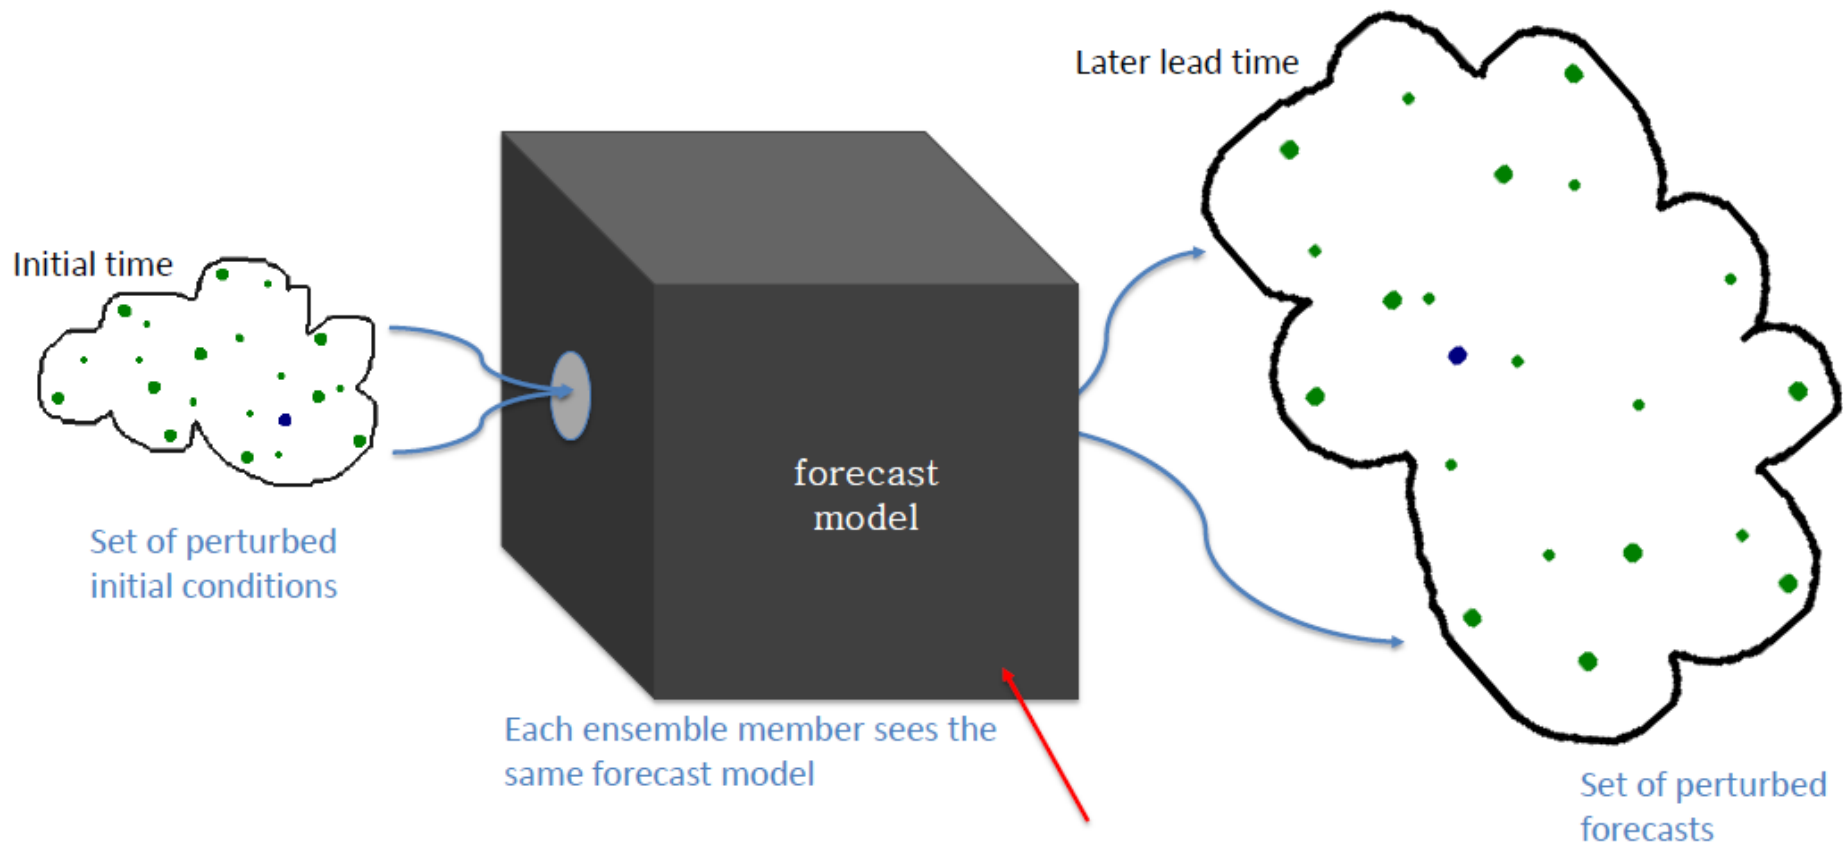 Initial time
Set of perturbed
initial conditions
forecast
model
Each ensemble member sees the
same forecast model
Later lead time
Set of perturbed
forecasts